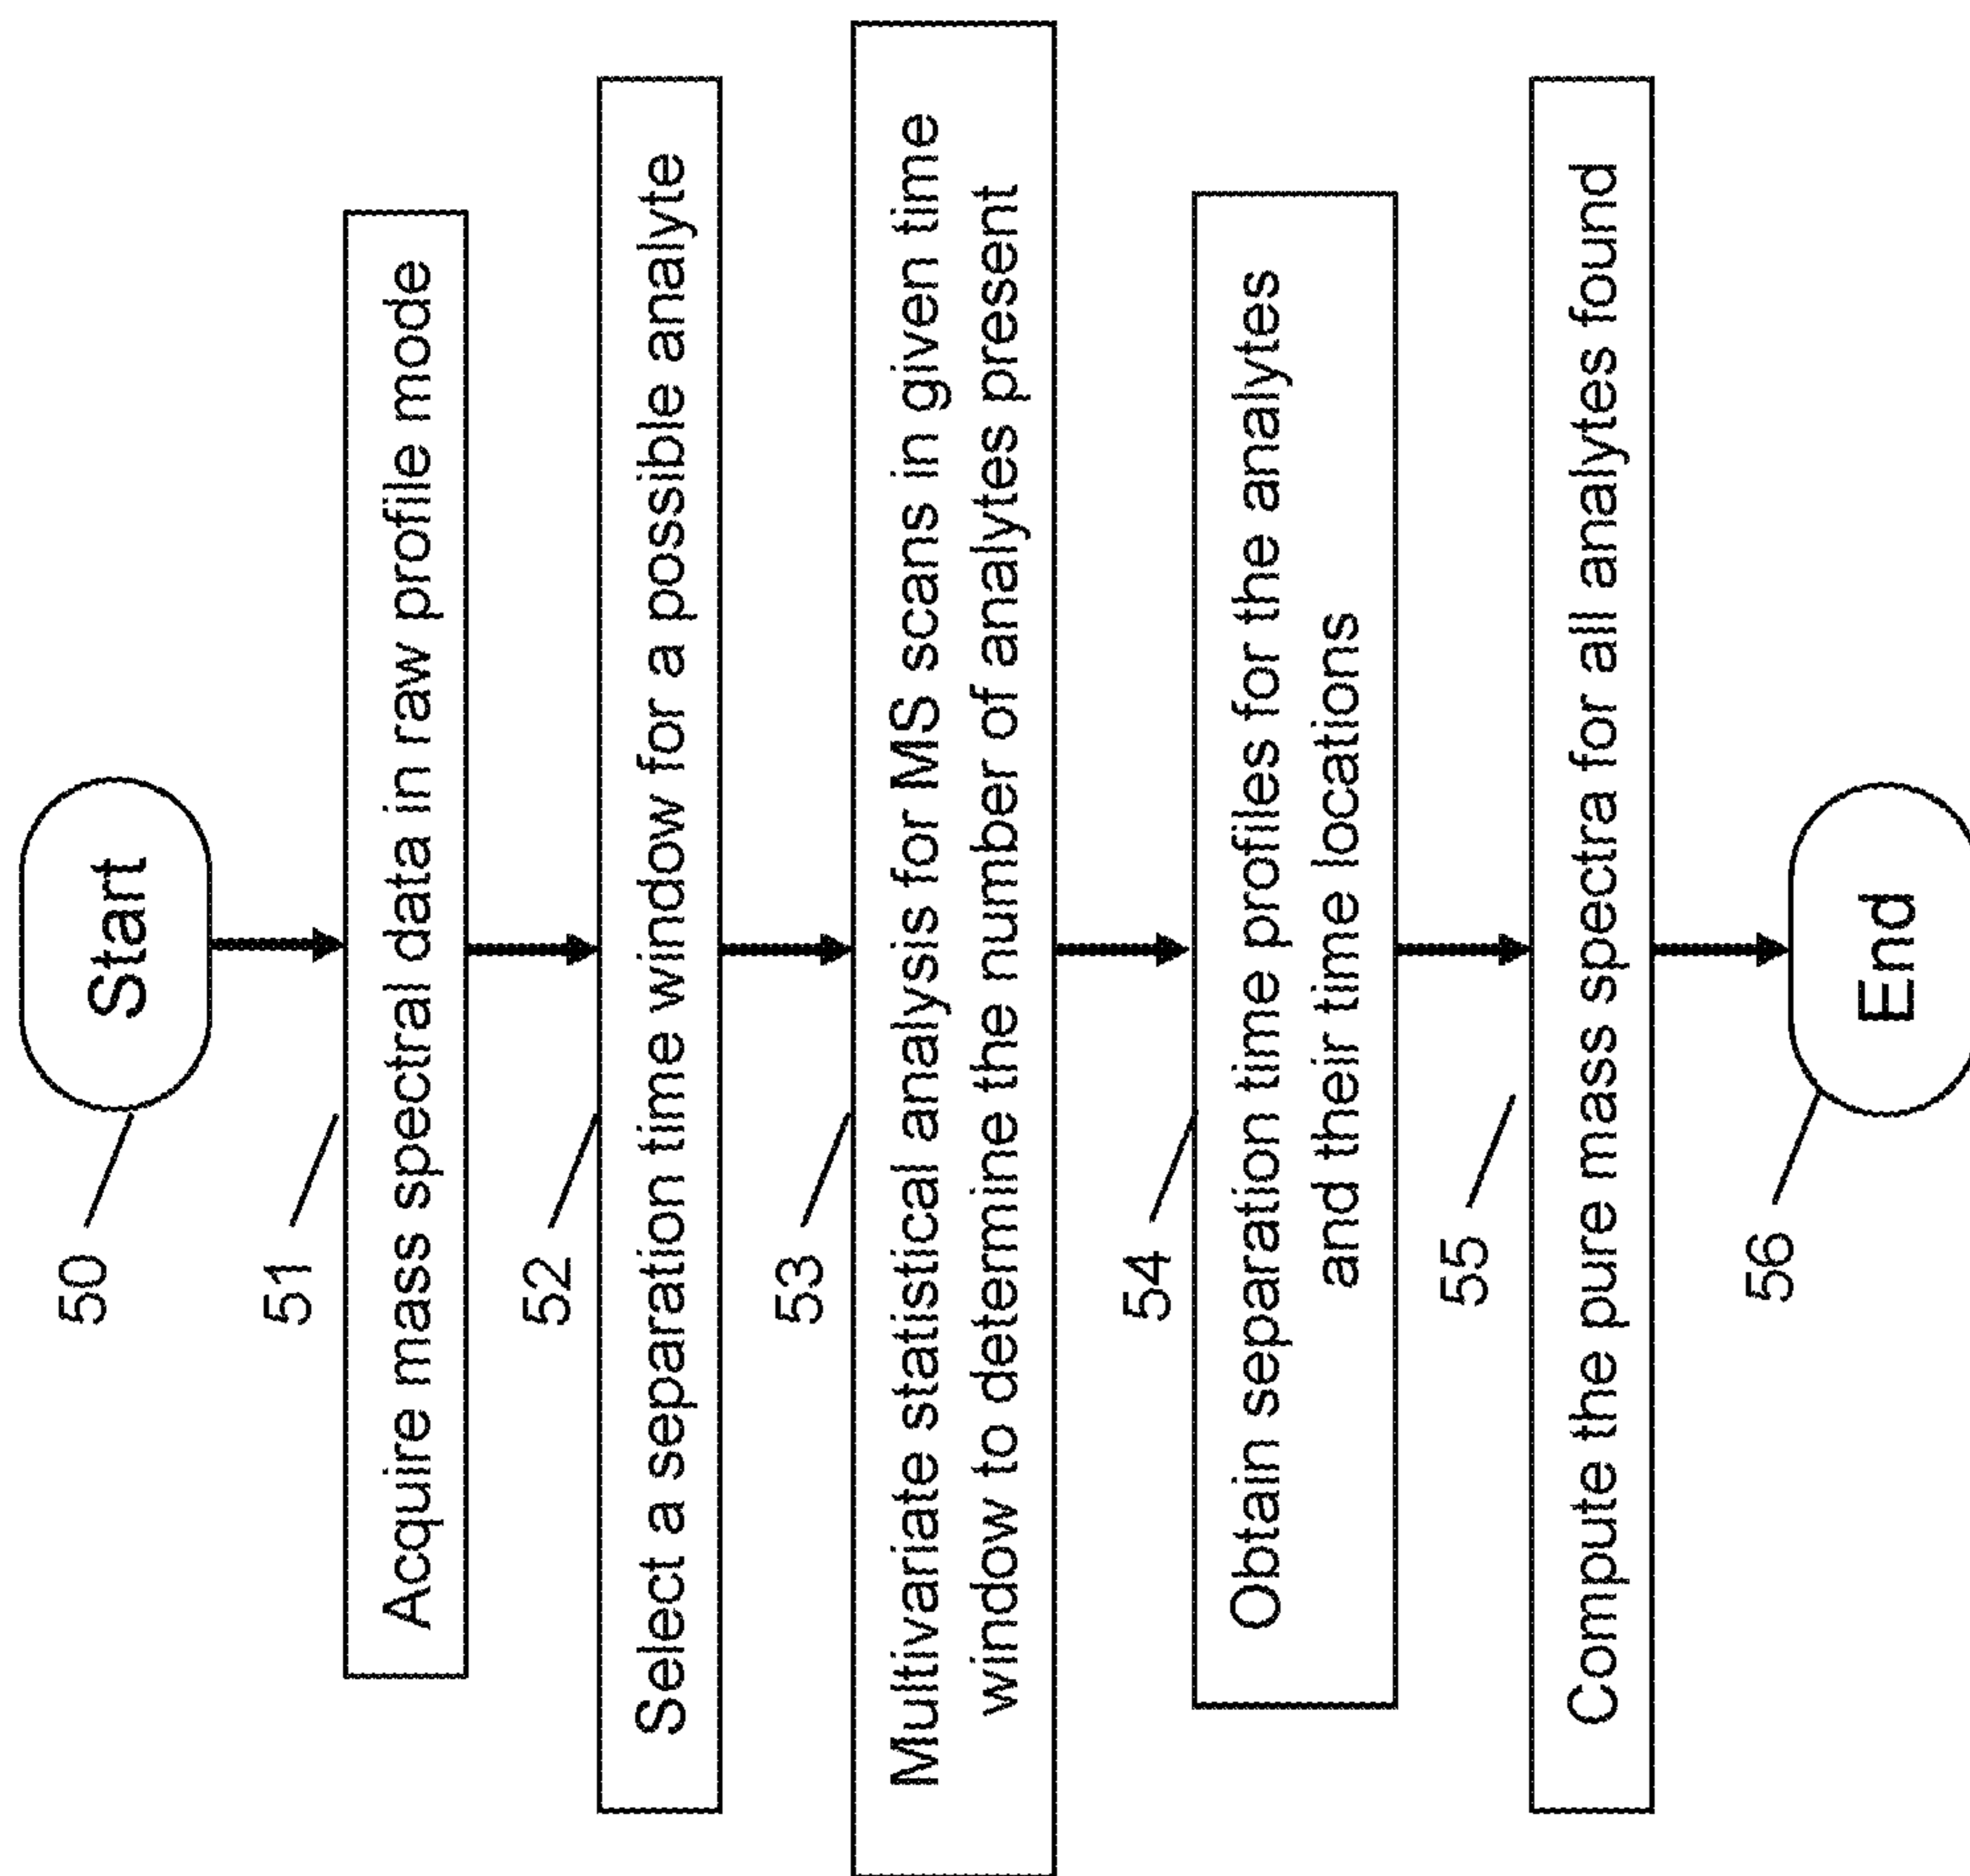 Start
50
Acquire mass spectral data in raw profile mode
51
Select a separation time window for a possible analyte
52
Multivariate statistical analysis for MS scans in given time
window to determine the number of analytes present
53
Obtain separation time profiles for the analytes
and their time locations
54
Compute the pure mass spectra for all analytes found
55
End
56